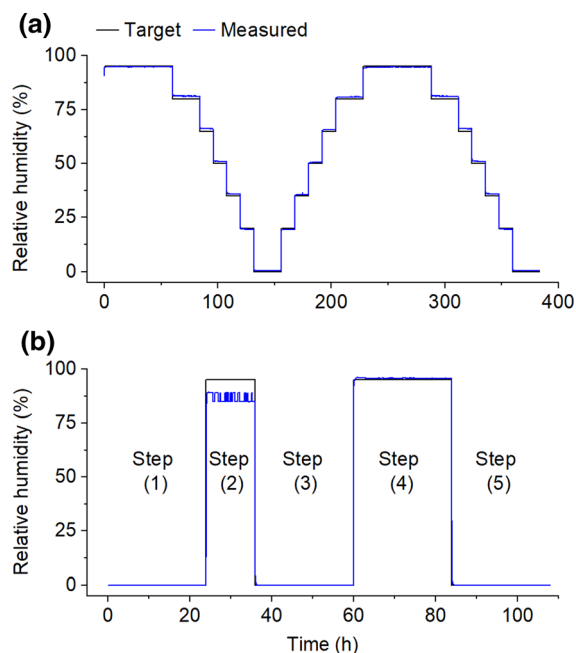 (a)
Target Measured
Relative humidity (%)
100
75
50
25
0
0 100 200 300 400
(b)
Relative humidity (%)
100
75
50
25
0
Step Step Step Step Step
(1) (2) (3) (4) (5)
0 20 40 60 80 100
Time (h)